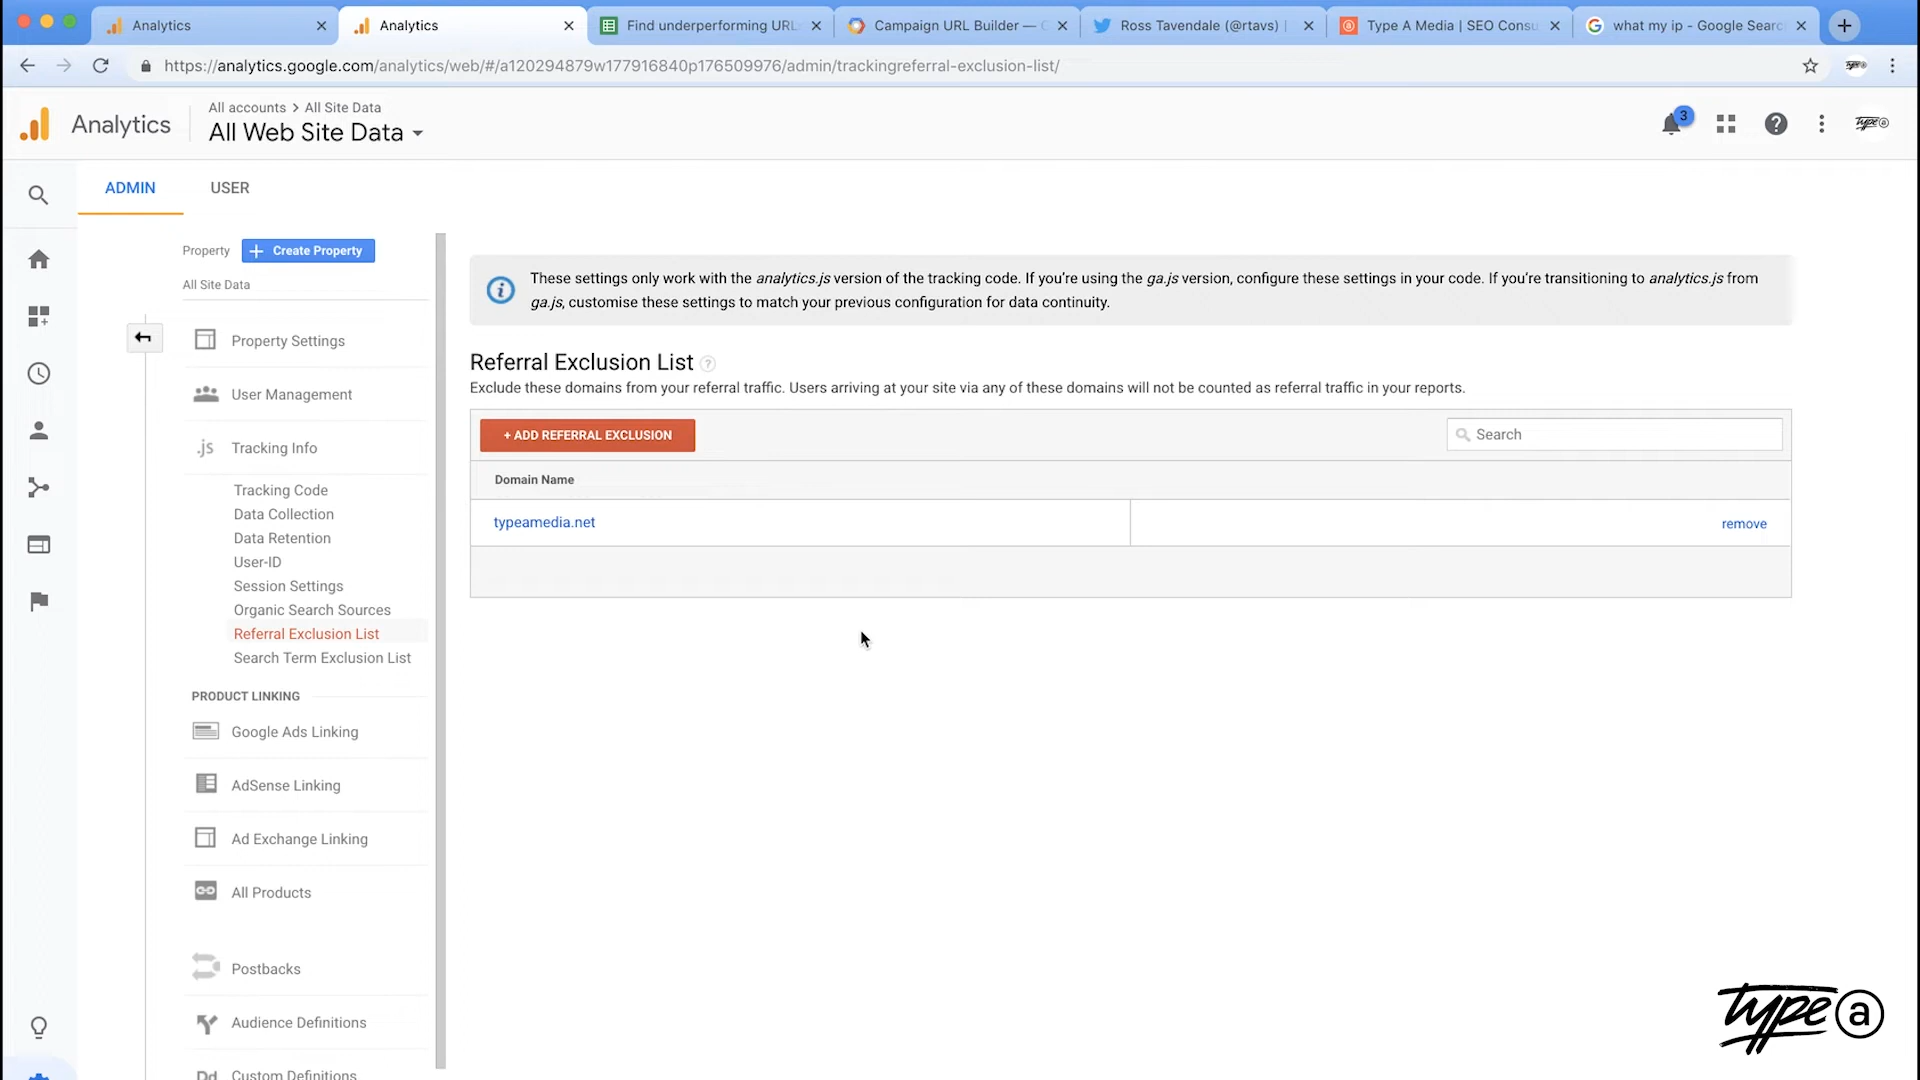 Analytics
Analytics
Find underperforming URL
Campaign URL Builder —
Ross Tavendale (@rtavs) |
Type A Media | SEO Consu
what my ip - Google Searc
https://analytics.google.com/analytics/web/#/a120294879w177916840p176509976/admin/trackingreferral-exclusion-list/
Analytics
All accounts > All Site Data
All Web Site Data
3
type a
ADMIN
USER
Property
+ Create Property
All Site Data
Property Settings
User Management
.js
Tracking Info
Tracking Code
Data Collection
Data Retention
User-ID
Session Settings
Organic Search Sources
Referral Exclusion List
Search Term Exclusion List
PRODUCT LINKING
Google Ads Linking
AdSense Linking
Ad Exchange Linking
All Products
Postbacks
Audience Definitions
Dd
Custom Definitions
These settings only work with the analytics.js version of the tracking code. If you're using the ga.js version, configure these settings in your code. If you're transitioning to analytics.js from
ga.js, customise these settings to match your previous configuration for data continuity.
Referral Exclusion List
Exclude these domains from your referral traffic. Users arriving at your site via any of these domains will not be counted as referral traffic in your reports.
+ ADD REFERRAL EXCLUSION
Search
Domain Name
typeamedia.net
remove
type a